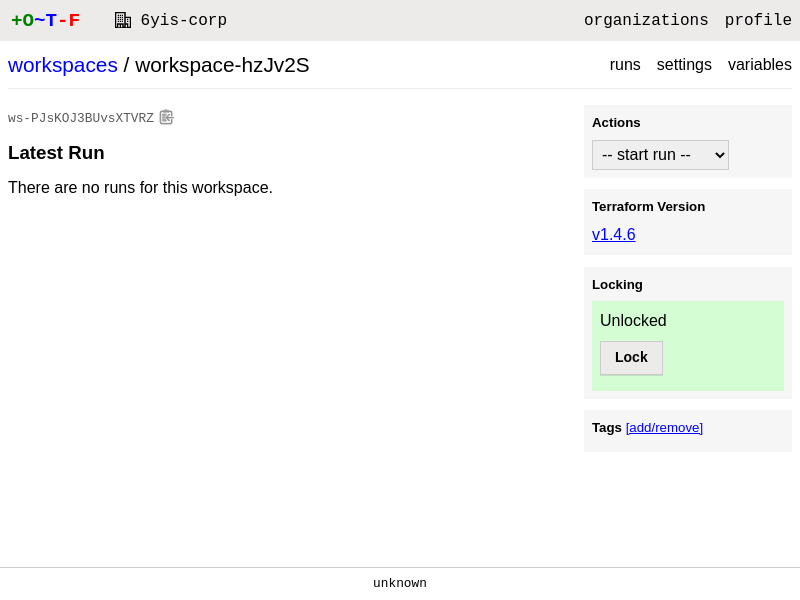 +O~T-F 6yis-corp organizations profile
workspaces / workspace-hzJv2S runs settings variables
ws-PJsKOJ3BUvsXTVRZ
Latest Run
There are no runs for this workspace.
Actions
-- start run --
Terraform Version
v1.4.6
Locking
Unlocked
Lock
Tags [add/remove]
unknown